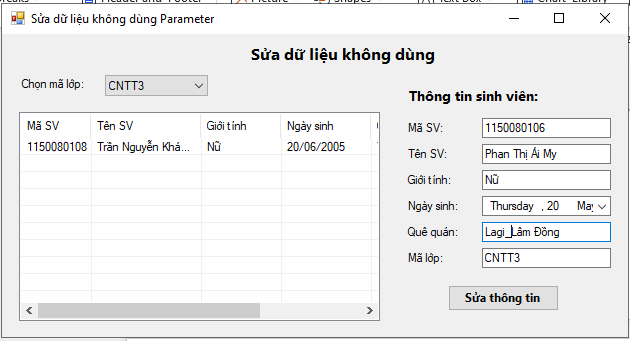 Sửa dữ liệu không dùng Parameter
Sửa dữ liệu không dùng
Chọn mã lớp:
CNTT3
Mã SV Tên SV Giới tính Ngày sinh
1150080108 Trần Nguyễn Khá... Nữ 20/06/2005
Thông tin sinh viên:
Mã SV: 1150080106
Tên SV: Phan Thị Ái My
Giới tính: Nữ
Ngày sinh: Thursday , 20 May
Quê quán: Lagi_Lâm Đồng
Mã lớp: CNTT3
Sửa thông tin